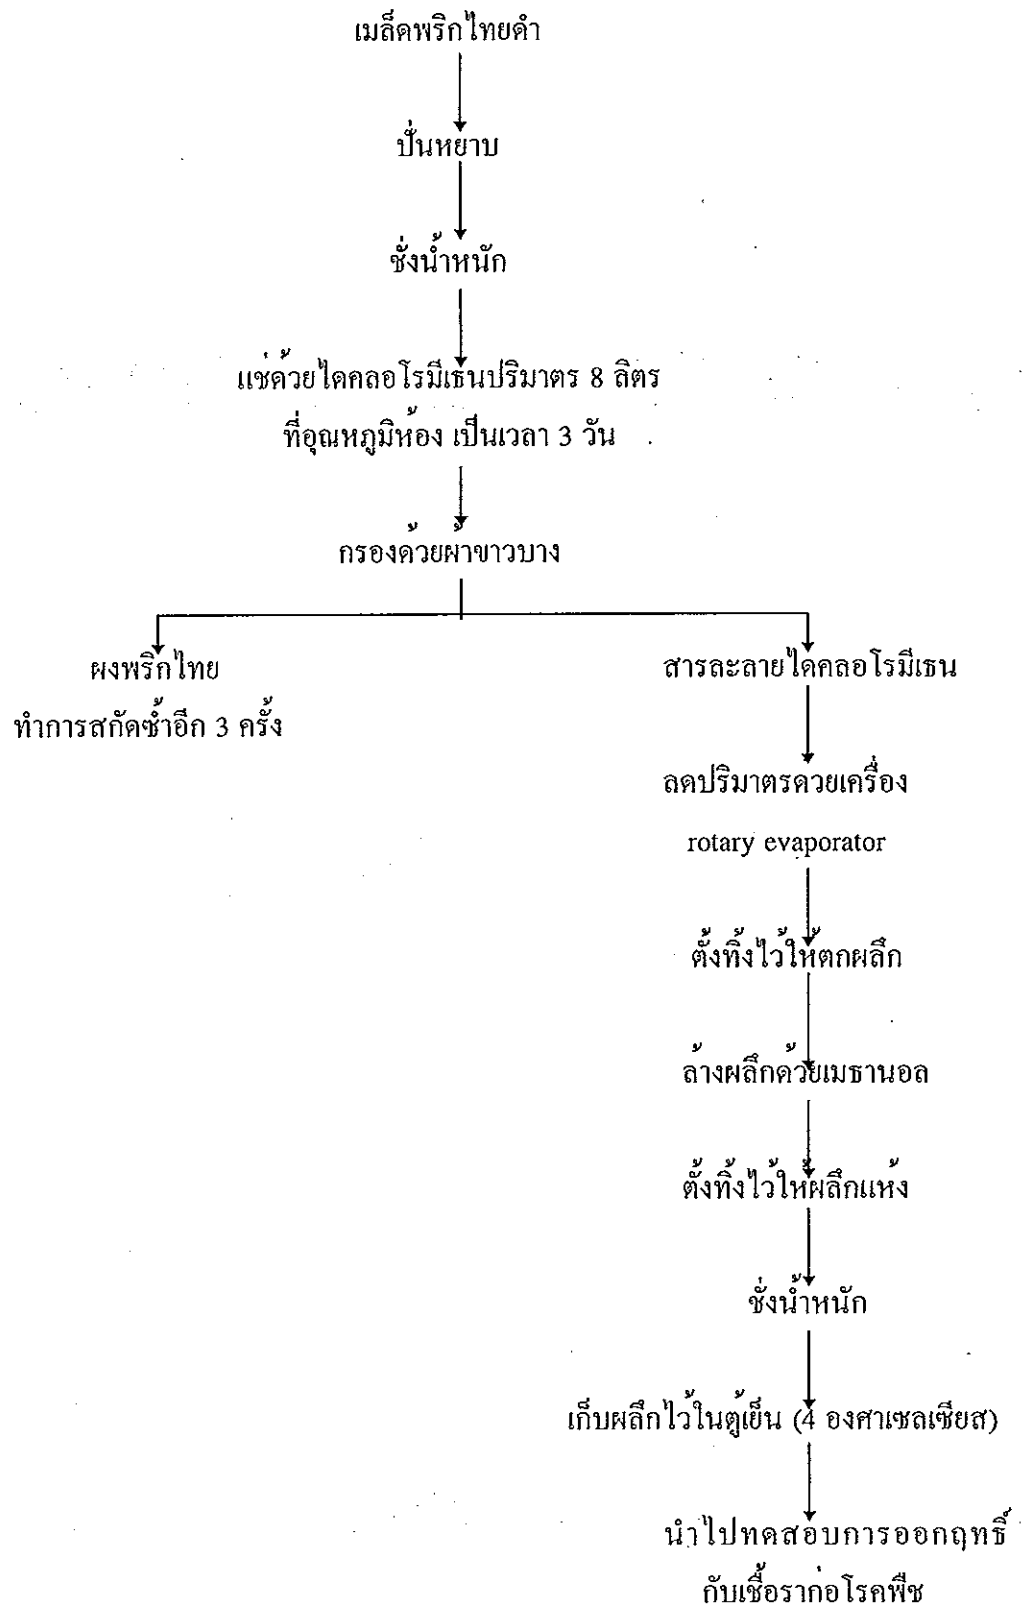 เมล็ดพริกไทยดำ
ปั่นหยาบ
ชั่งน้ำหนัก
แช่ด้วยไดคลอโรมีเธนปริมาตร 8 ลิตร
ที่อุณหภูมิห้อง เป็นเวลา 3 วัน
กรองด้วยผ้าขาวบาง
ผงพริกไทย
ทำการสกัดซ้ำอีก 3 ครั้ง
สารละลายไดคลอโรมีเธน
ลดปริมาตรดวยเครื่อง
rotary evaporator
ตั้งทิ้งไว้ให้ตกผลึก
ล้างผลึกด้วยเมธานอล
ตั้งทิ้งไว้ให้ผลึกแห้ง
ชั่งน้ำหนัก
เก็บผลึกไว้ในตู้เย็น (4 องศาเซลเซียส)
นำไปทดสอบการออกฤทธิ์
กับเชื้อราก่อโรคพืช